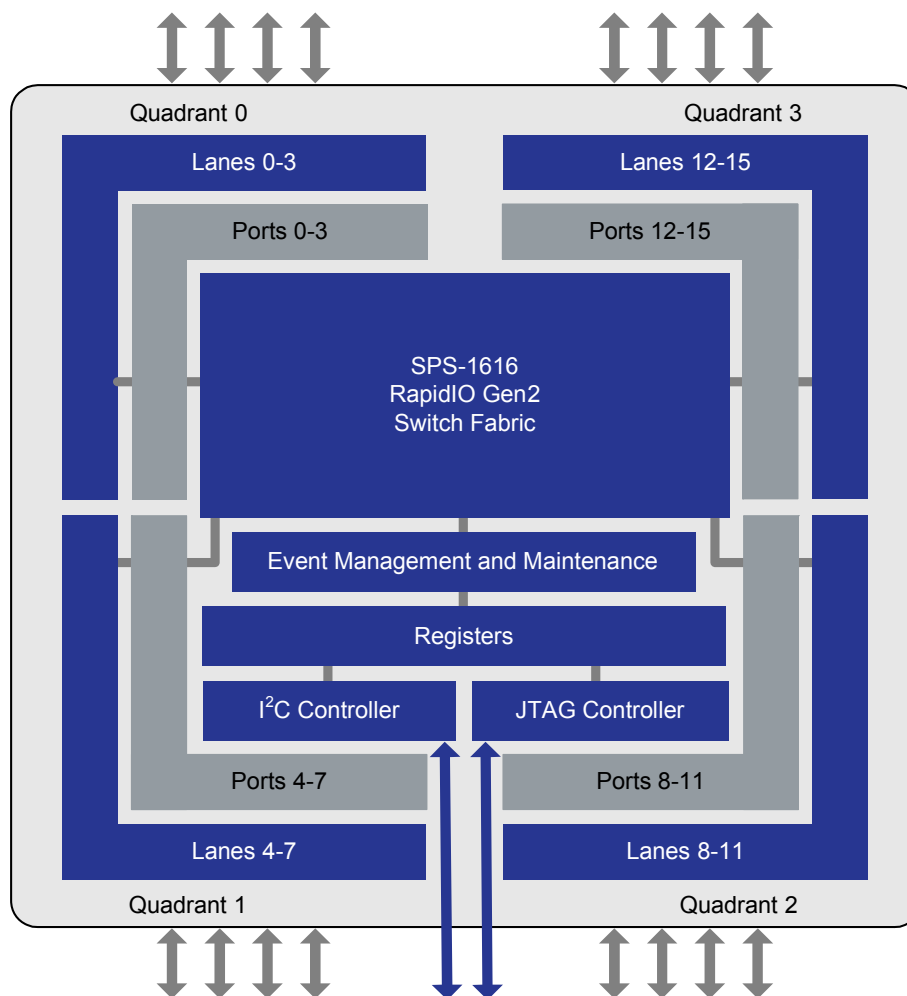 Quadrant 0
Quadrant 3
Lanes 0-3
Lanes 12-15
Ports 0-3
Ports 12-15
SPS-1616
RapidIO Gen2
Switch Fabric
Event Management and Maintenance
Registers
I²C Controller
JTAG Controller
Ports 4-7
Ports 8-11
Lanes 4-7
Lanes 8-11
Quadrant 1
Quadrant 2